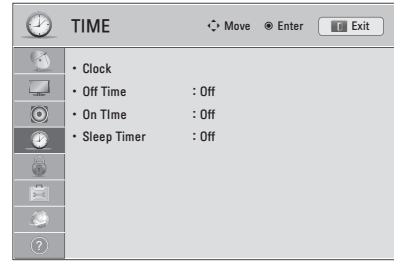 TIME Move Enter Exit
• Clock
• Off Time : Off
• On TIme : Off
• Sleep Timer : Off
?